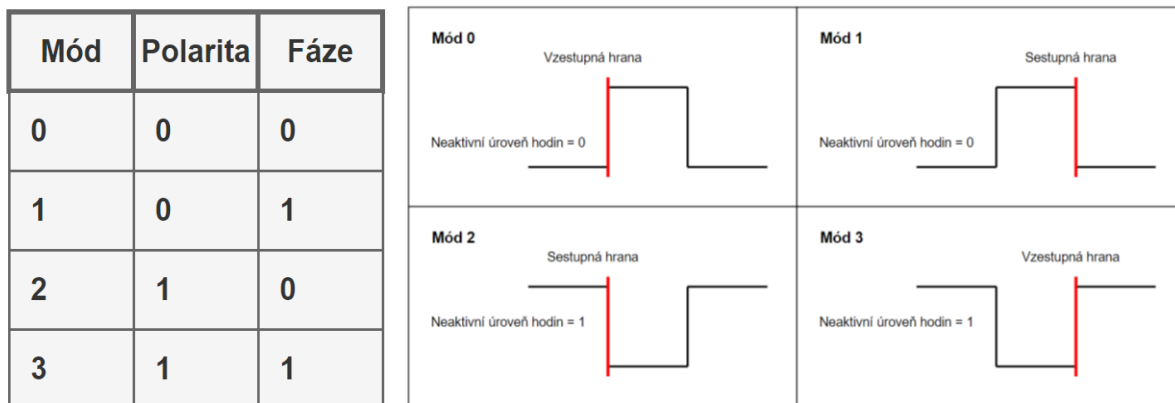 Mód Polarita Fáze
0 0 0
1 0 1
2 1 0
3 1 1
Mód 0
Vzestupná hrana
Neaktivní úroveň hodin = 0
Mód 1
Sestupná hrana
Neaktivní úroveň hodin = 0
Mód 2
Sestupná hrana
Neaktivní úroveň hodin = 1
Mód 3
Vzestupná hrana
Neaktivní úroveň hodin = 1